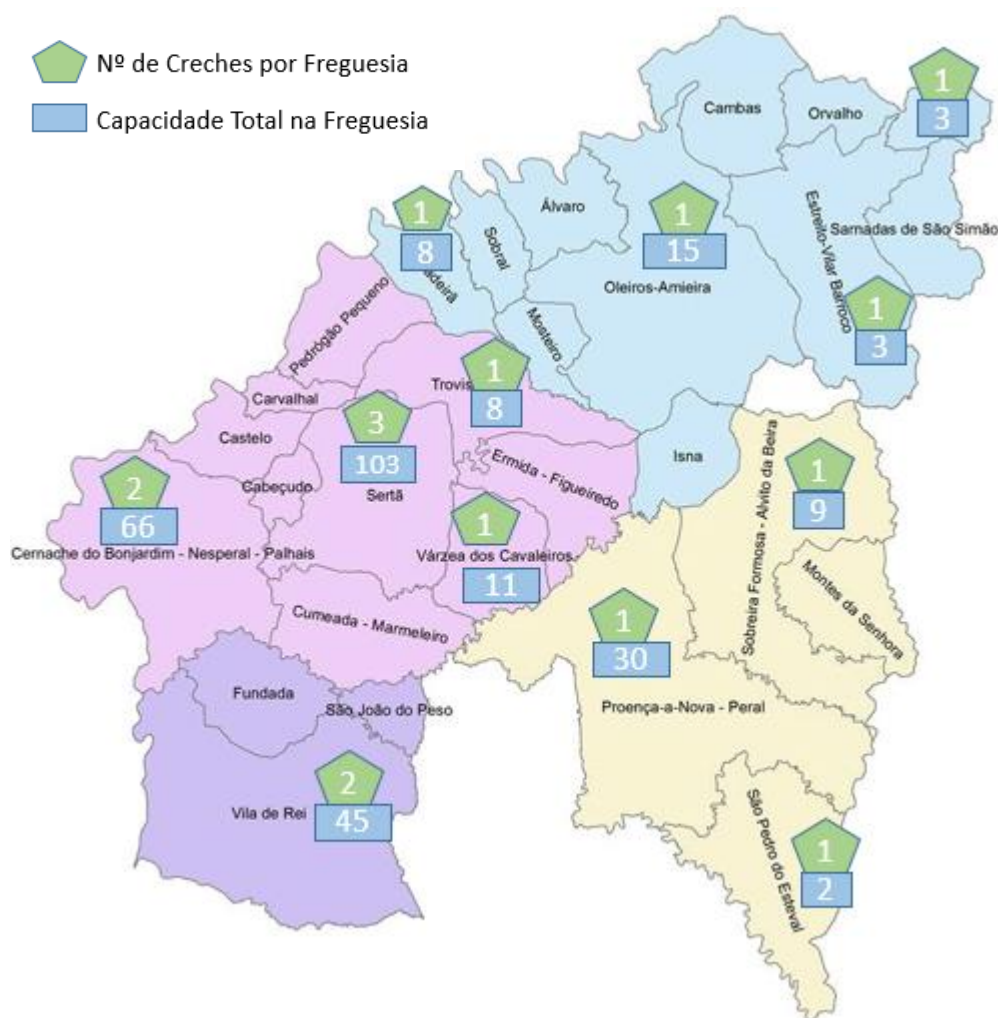 Nº de Creches por Freguesia
Capacidade Total na Freguesia
1
3
Cambas
Orvalho
Álvaro
1
15
Oleiros-Amieira
Estreito-Vilar Barroco
Sarnadas de São Simão
1
8
Sobral
Mosteiro
1
3
Pedrógão Pequeno
1
8
Carvalhal
3
103
Sertã
Castelo
Cabeçudo
Ermida - Figueiredo
Isna
2
66
Cernache do Bonjardim - Nesperal - Palhais
1
Várzea dos Cavaleiros
11
Cumeada - Marmeleiro
Sobreira Formosa - Alvito da Beira
1
9
Montes da Senhora
1
30
Proença-a-Nova - Peral
Fundada
São João do Peso
2
45
Vila de Rei
São Pedro do Esteval
1
2